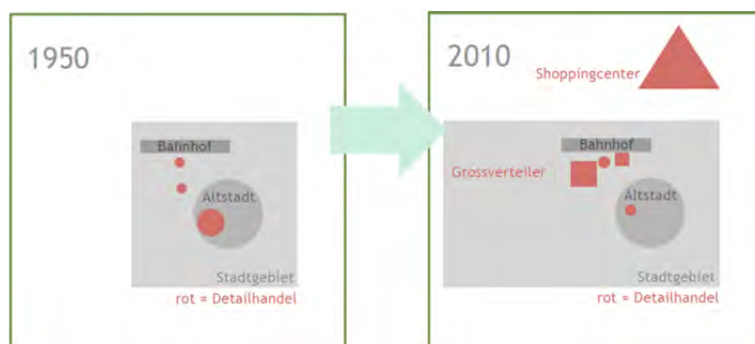 1950
Bahnhof
Altstadt
Stadtgebiet
rot = Detailhandel
2010
Shoppingcenter
Bahnhof
Grossverteiler
Altstadt
Stadtgebiet
rot = Detailhandel